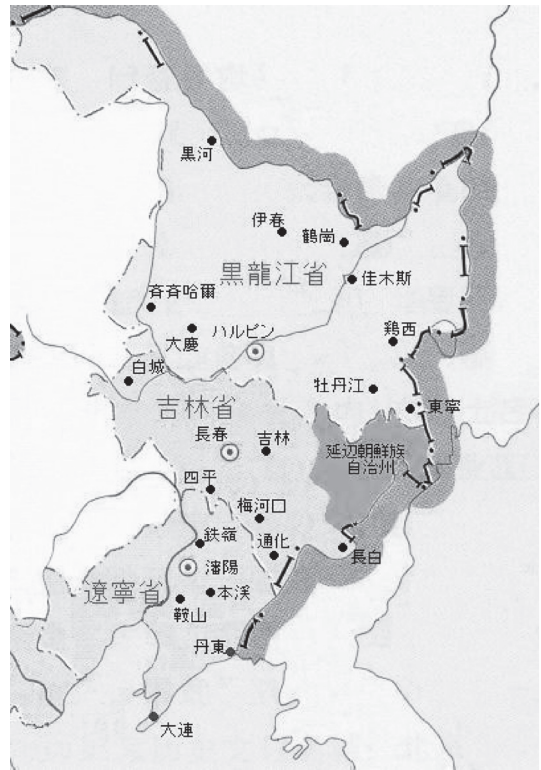 黒河
伊春
鶴崗
黒龍江省
佳木斯
斉斉哈爾
大慶
ハルピン
鶏西
白城
牡丹江
東寧
吉林省
長春
吉林
延辺朝鮮族
自治州
四平
梅河口
鉄嶺
通化
長白
瀋陽
遼寧省
本渓
鞍山
丹東
大連